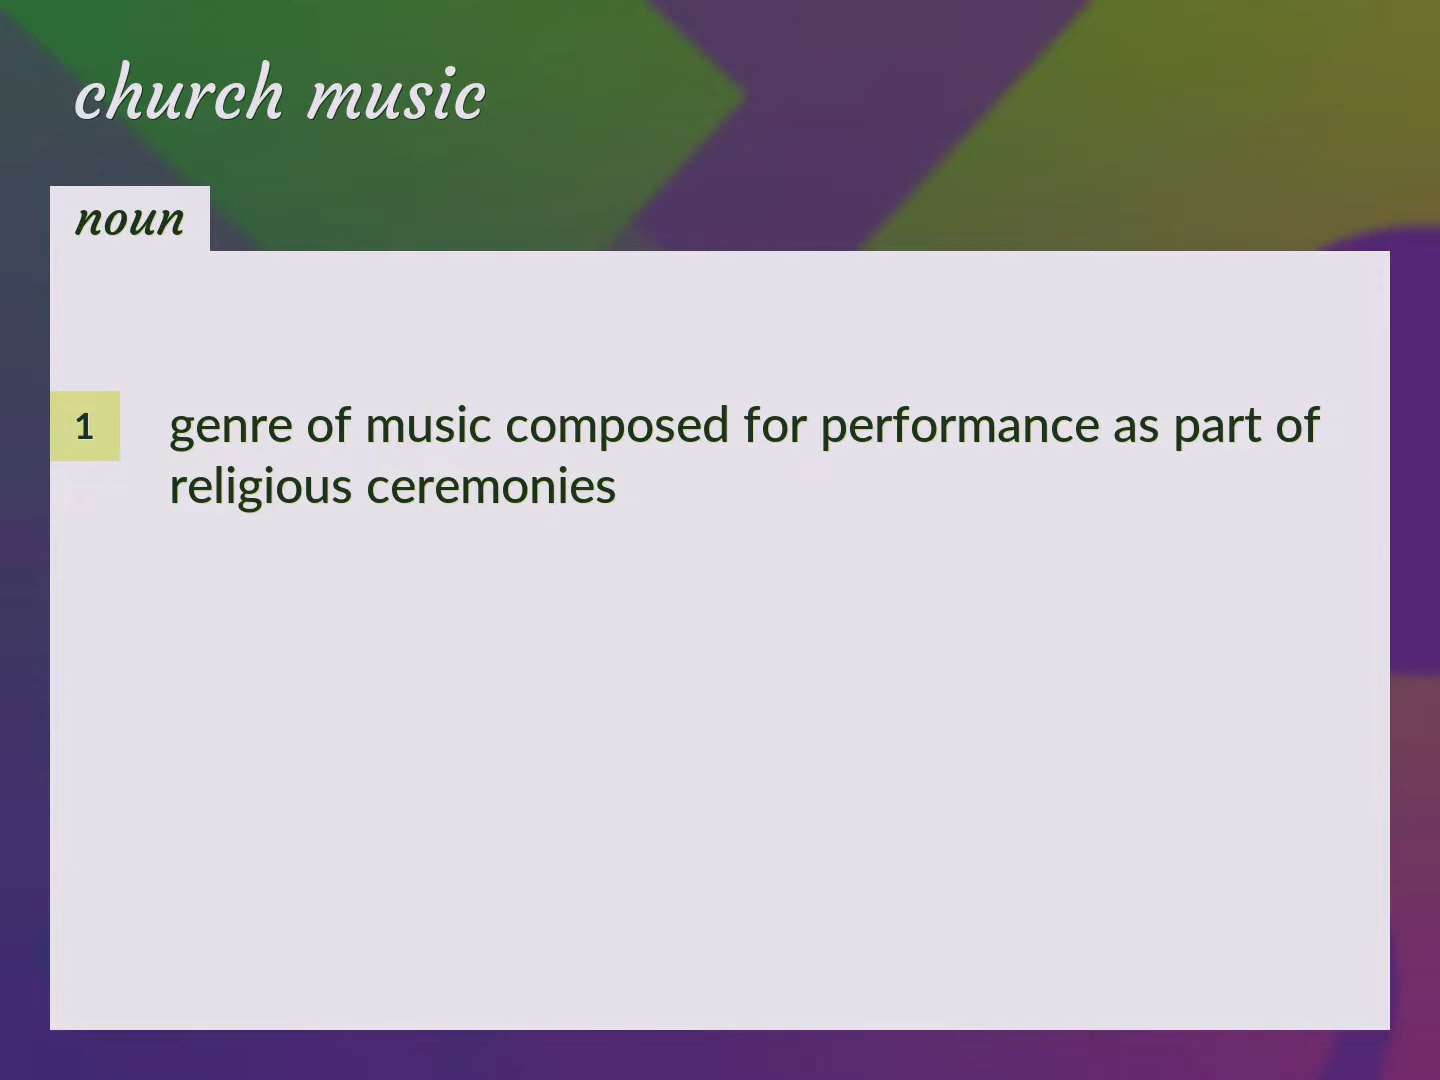 church music
noun
1
genre of music composed for performance as part of
religious ceremonies